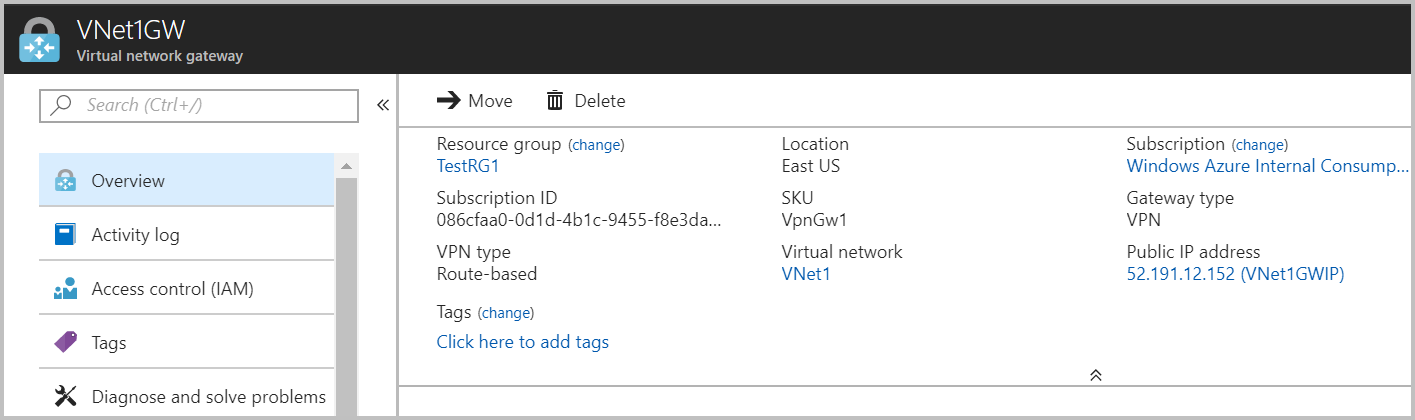 VNet1GW
Virtual network gateway
Search (Ctrl+/)
Overview
Activity log
Access control (IAM)
Tags
Diagnose and solve problems
Move Delete
Resource group (change)
TestRG1
Location
East US
Subscription (change)
Windows Azure Internal Consump...
Subscription ID
086cfaa0-0d1d-4b1c-9455-f8e3da...
SKU
VpnGw1
Gateway type
VPN
VPN type
Route-based
Virtual network
VNet1
Public IP address
52.191.12.152 (VNet1GWIP)
Tags (change)
Click here to add tags